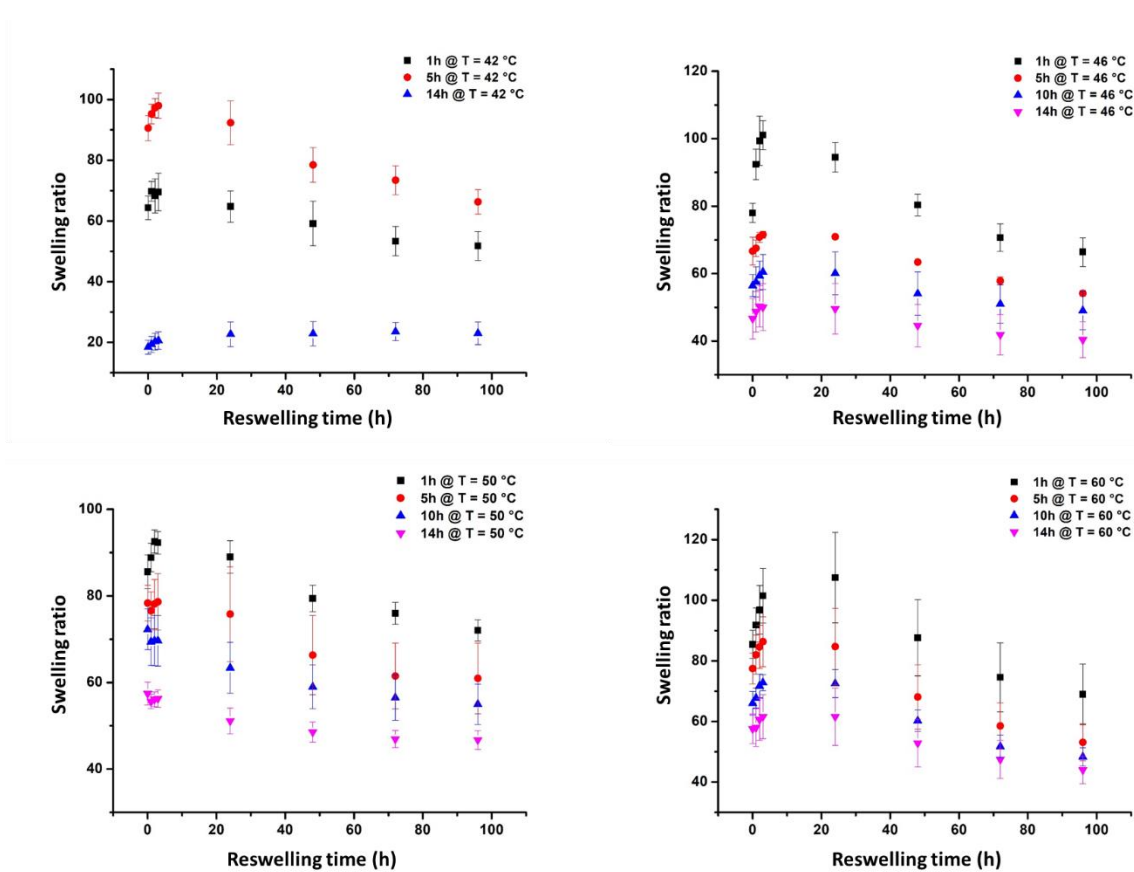 1h @ T = 42 °C
5h @ T = 42 °C
14h @ T = 42 °C
100
80
60
40
20
0 20 40 60 80 100
Swelling ratio
Reswelling time (h)
1h @ T = 46 °C
5h @ T = 46 °C
10h @ T = 46 °C
14h @ T = 46 °C
120
100
80
60
40
0 20 40 60 80 100
Swelling ratio
Reswelling time (h)
1h @ T = 50 °C
5h @ T = 50 °C
10h @ T = 50 °C
14h @ T = 50 °C
100
80
60
40
0 20 40 60 80 100
Swelling ratio
Reswelling time (h)
1h @ T = 60 °C
5h @ T = 60 °C
10h @ T = 60 °C
14h @ T = 60 °C
120
100
80
60
40
0 20 40 60 80 100
Swelling ratio
Reswelling time (h)